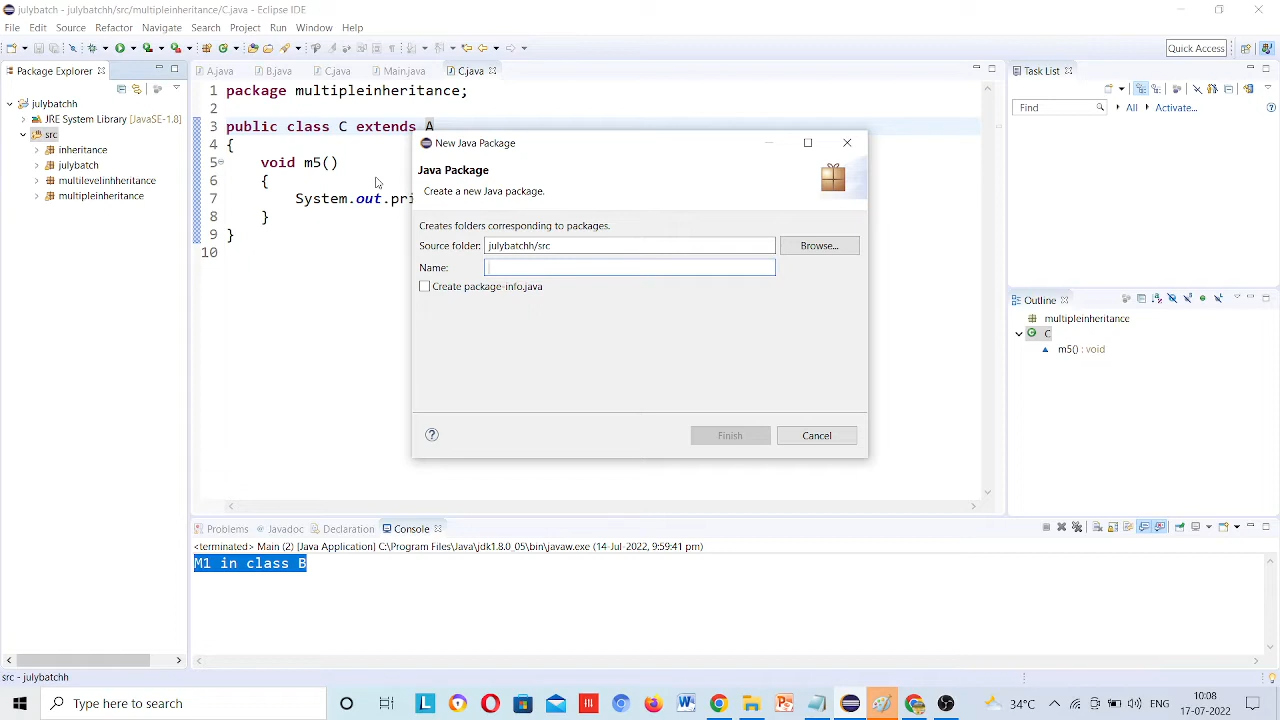 julybatch - julybatchh/src/multipleinheritance/C.java - Eclipse IDE
File Edit Source Refactor Navigate Search Project Run Window Help
Quick Access
Package Explorer
julybatchh
JRE System Library [JavaSE-1.8]
src
inheritance
julybatch
multilevelinhheritance
multipleinheritance
A.java B.java C.java Main.java C.java
1 package multipleinheritance;
2
3 public class C extends A
4 {
5 void m5()
6 {
7 System.out.pri
8 }
9 }
10
New Java Package
Java Package
Create a new Java package.
Creates folders corresponding to packages.
Source folder: julybatchh/src Browse...
Name:
Create package-info.java
Finish Cancel
Task List
Find All Activate...
Outline
multipleinheritance
C
m5() : void
Problems Javadoc Declaration Console
<terminated> Main (2) [Java Application] C:\Program Files\Java\jdk1.8.0_05\bin\javaw.exe (14-Jul-2022, 9:59:41 pm)
M1 in class B
src - julybatchh
Type here to search
34°C
ENG
10:08
17-07-2022